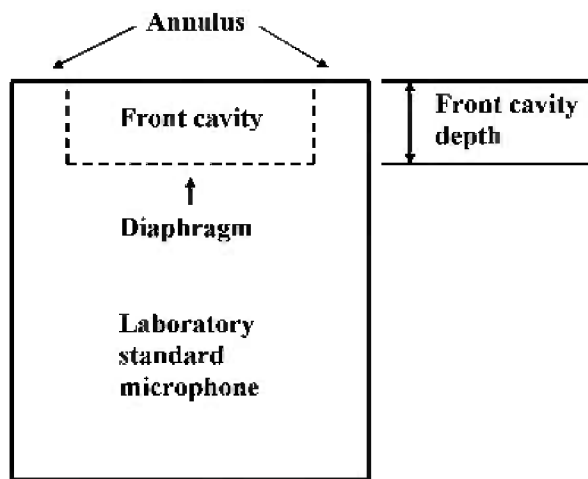 Annulus
Front cavity
Front cavity
depth
Diaphragm
Laboratory
standard
microphone